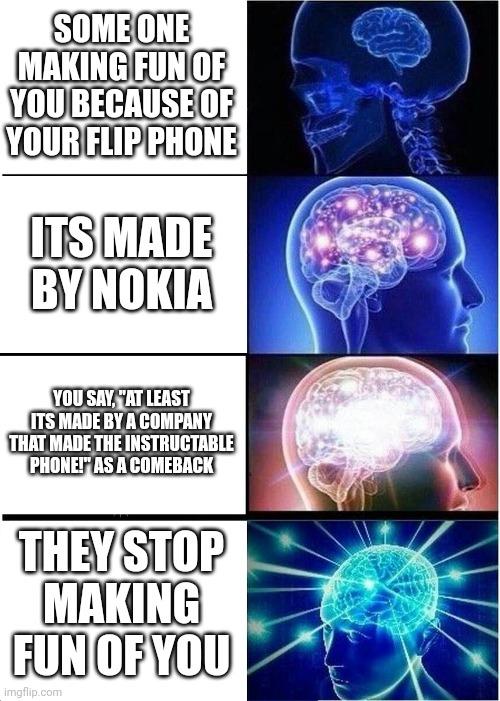 SOME ONE
MAKING FUN OF
YOU BECAUSE OF
YOUR FLIP PHONE
ITS MADE
BY NOKIA
YOU SAY, "AT LEAST
ITS MADE BY A COMPANY
THAT MADE THE INSTRUCTABLE
PHONE!" AS A COMEBACK
THEY STOP
MAKING
FUN OF YOU
imgflip.com